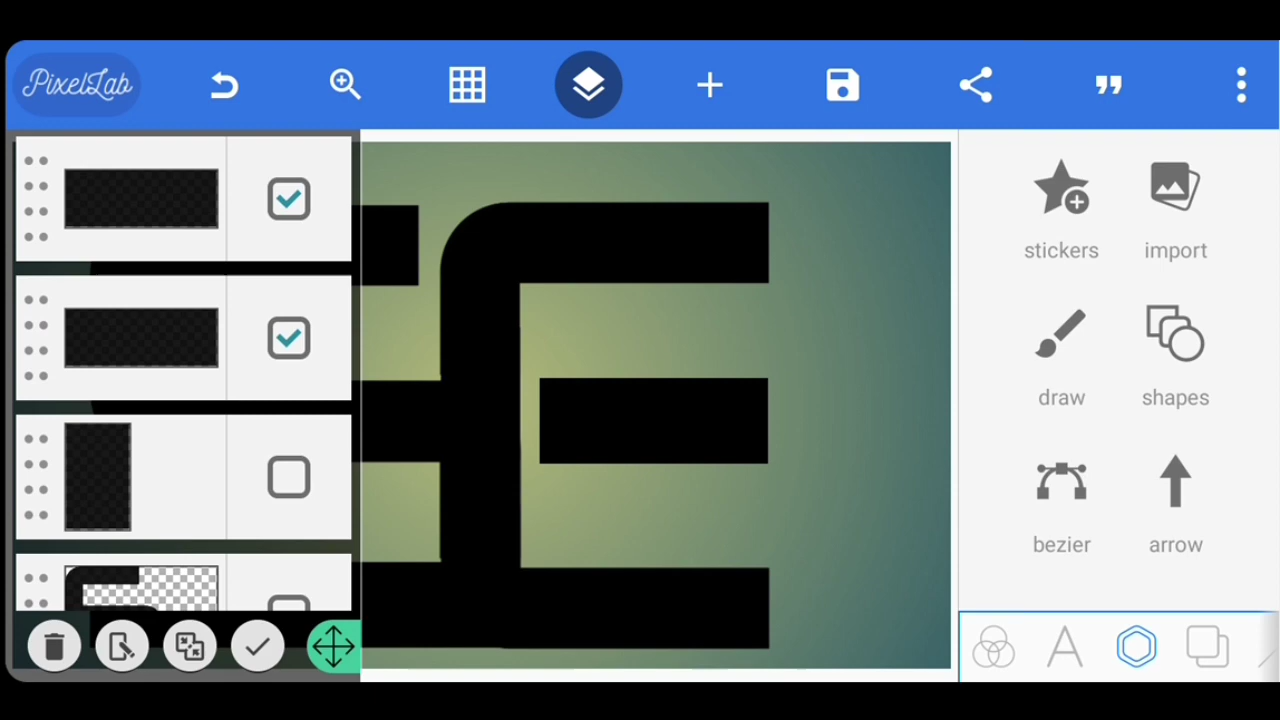 PixelLab
stickers
import
draw
shapes
bezier
arrow